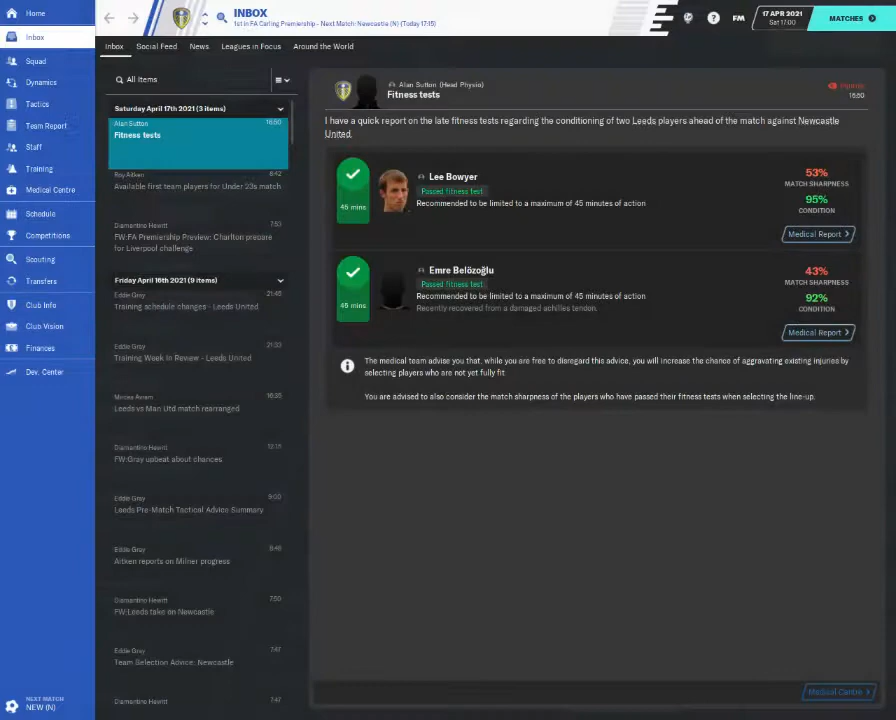 Home
Inbox
Squad
Dynamics
Tactics
Team Report
Staff
Training
Medical Centre
Schedule
Competitions
Scouting
Transfers
Club Info
Club Vision
Finances
Dev. Center
NEXT MATCH
NEW (N)
INBOX
1st in FA Carling Premiership - Next Match: Newcastle (N) (Today 17:15)
FM
17 APR 2021
Sat 17:00
MATCHES
Inbox Social Feed News Leagues in Focus Around the World
All Items
Saturday April 17th 2021 (3 items)
Alan Sutton 16:50
Fitness tests
Roy Aitken 8:42
Available first team players for Under 23s match
Diamantino Hewitt 7:50
FW:FA Premiership Preview: Charlton prepare
for Liverpool challenge
Friday April 16th 2021 (9 items)
Eddie Gray 21:46
Training schedule changes - Leeds United
Eddie Gray 21:33
Training Week In Review - Leeds United
Leeds vs Man Utd match rearranged
Diamantino Hewitt 12:15
FW:Gray upbeat about chances
Eddie Gray 9:00
Leeds Pre-Match Tactical Advice Summary
Eddie Gray 8:46
Aitken reports on Milner progress
Diamantino Hewitt 7:50
FW:Leeds take on Newcastle
Eddie Gray 7:47
Team Selection Advice: Newcastle
Diamantino Hewitt 7:47
Alan Sutton (Head Physio)
Fitness tests
Injuries
16:50
I have a quick report on the late fitness tests regarding the conditioning of two Leeds players ahead of the match against Newcastle
United.
45 mins
Lee Bowyer
Passed fitness test
Recommended to be limited to a maximum of 45 minutes of action
53%
MATCH SHARPNESS
95%
CONDITION
Medical Report
45 mins
Emre Belözoğlu
Passed fitness test
Recommended to be limited to a maximum of 45 minutes of action
Recently recovered from a damaged achilles tendon.
43%
MATCH SHARPNESS
92%
CONDITION
Medical Report
The medical team advise you that, while you are free to disregard this advice, you will increase the chance of aggravating existing injuries by
selecting players who are not yet fully fit
You are advised to also consider the match sharpness of the players who have passed their fitness tests when selecting the line-up.
Medical Centre